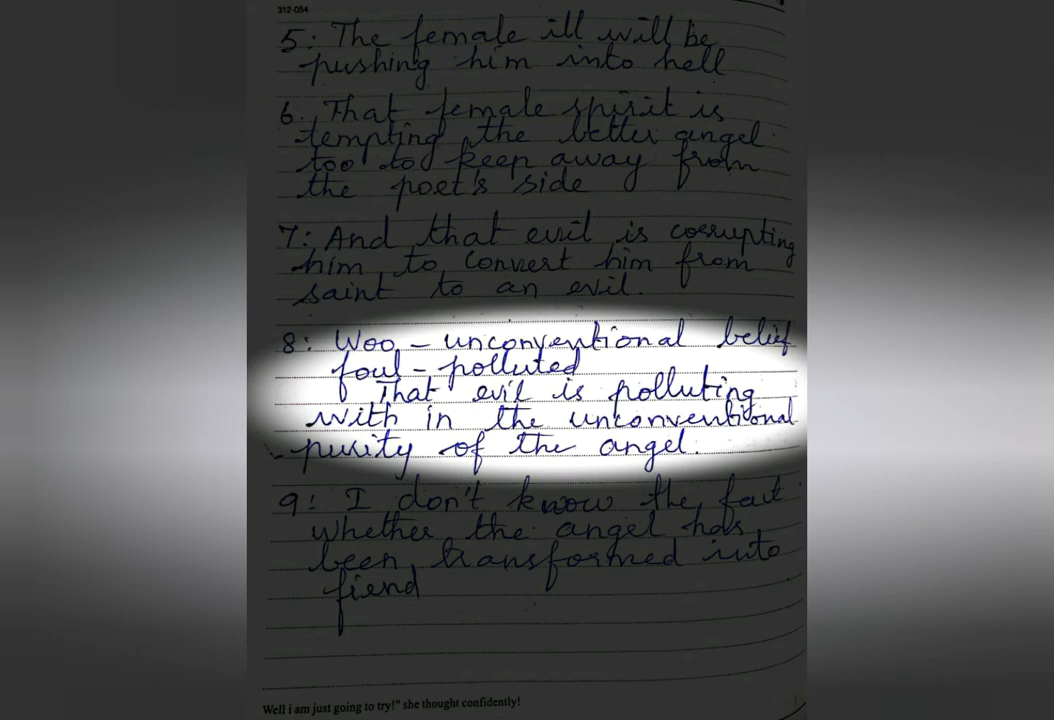 312-054
5: The female ill will be
pushing him into hell
6. That female spirit is
tempting the better angel
too to keep away from
the poet's side
7: And that evil is corrupting
him to convert him from
saint to an evil.
8: Woo - unconventional belief
foul - polluted
That evil is polluting
with in the unconventional
purity of the angel.
9: I don't know the fact
whether the angel has
been transformed into
fiend
Well i am just going to try!" she thought confidently!